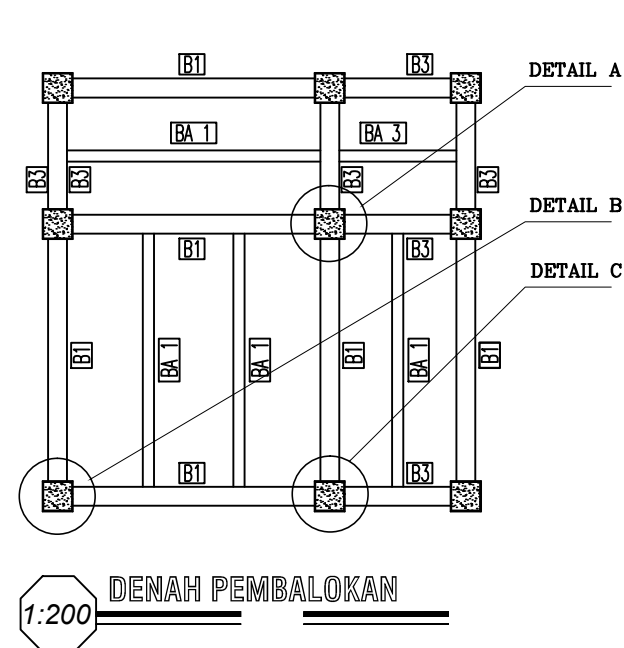 B1
B3
DETAIL A
BA 1
BA 3
B3
B3
B3
B3
DETAIL B
B1
B3
DETAIL C
B1
BA 1
BA 1
B1
BA 1
B1
B1
B3
DENAH PEMBALOKAN
1:200